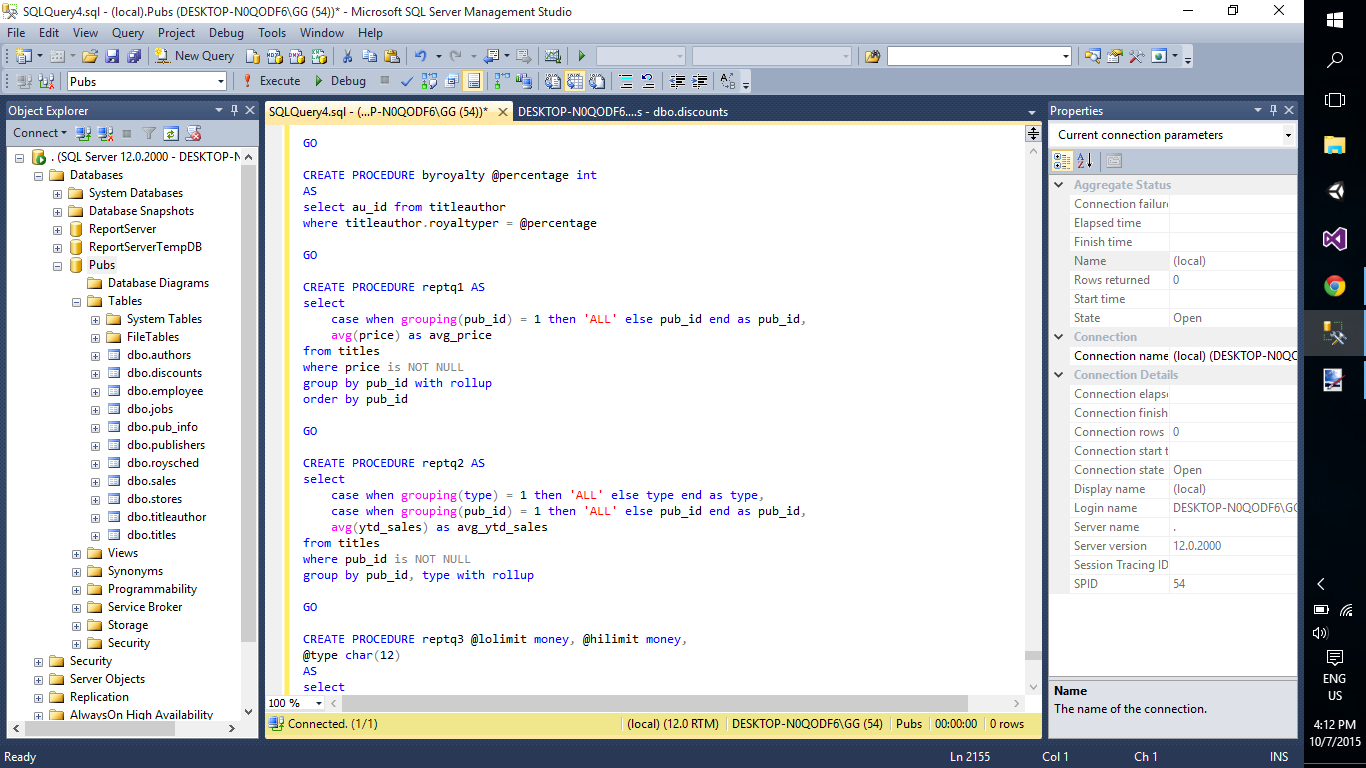 SQLQuery4.sql - (local).Pubs (DESKTOP-N0QODF6\GG (54))* - Microsoft SQL Server Management Studio
File Edit View Query Project Debug Tools Window Help
New Query
Pubs
Execute
Debug
Object Explorer
Connect
. (SQL Server 12.0.2000 - DESKTOP-N
Databases
System Databases
Database Snapshots
ReportServer
ReportServerTempDB
Pubs
Database Diagrams
Tables
System Tables
FileTables
dbo.authors
dbo.discounts
dbo.employee
dbo.jobs
dbo.pub_info
dbo.publishers
dbo.roysched
dbo.sales
dbo.stores
dbo.titleauthor
dbo.titles
Views
Synonyms
Programmability
Service Broker
Storage
Security
Security
Server Objects
Replication
AlwaysOn High Availability
SQLQuery4.sql - (...P-N0QODF6\GG (54))*
DESKTOP-N0QODF6....s - dbo.discounts
GO
CREATE PROCEDURE byroyalty @percentage int
AS
select au_id from titleauthor
where titleauthor.royaltyper = @percentage
GO
CREATE PROCEDURE reptq1 AS
select
case when grouping(pub_id) = 1 then 'ALL' else pub_id end as pub_id,
avg(price) as avg_price
from titles
where price is NOT NULL
group by pub_id with rollup
order by pub_id
GO
CREATE PROCEDURE reptq2 AS
select
case when grouping(type) = 1 then 'ALL' else type end as type,
case when grouping(pub_id) = 1 then 'ALL' else pub_id end as pub_id,
avg(ytd_sales) as avg_ytd_sales
from titles
where pub_id is NOT NULL
group by pub_id, type with rollup
GO
CREATE PROCEDURE reptq3 @lolimit money, @hilimit money,
@type char(12)
AS
select
100 %
Connected. (1/1)
(local) (12.0 RTM)
DESKTOP-N0QODF6\GG (54)
Pubs
00:00:00
0 rows
Properties
Current connection parameters
Aggregate Status
Connection failur
Elapsed time
Finish time
Name (local)
Rows returned 0
Start time
State Open
Connection
Connection name (local) (DESKTOP-N0QO
Connection Details
Connection elaps
Connection finish
Connection rows 0
Connection start t
Connection state Open
Display name (local)
Login name DESKTOP-N0QODF6\GG
Server name .
Server version 12.0.2000
Session Tracing ID
SPID 54
Name
The name of the connection.
Ready
Ln 2155
Col 1
Ch 1
INS
ENG
US
4:12 PM
10/7/2015